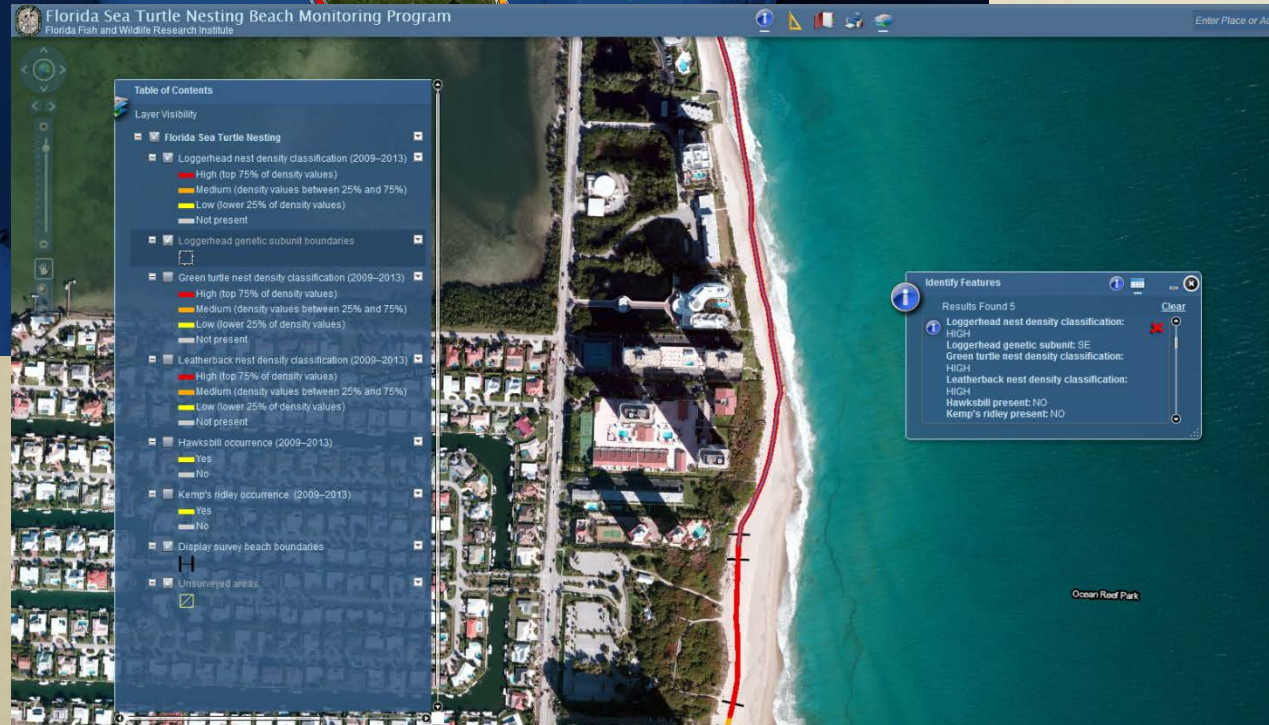 Florida Sea Turtle Nesting Beach Monitoring Program
Florida Fish and Wildlife Research Institute
Enter Place or
Table of Contents
Layer Visibility
Florida Sea Turtle Nesting
Loggerhead nest density classification (2009–2013)
High (top 75% of density values)
Medium (density values between 25% and 75%)
Low (lower 25% of density values)
Not present
Loggerhead genetic subunit boundaries
Green turtle nest density classification (2009–2013)
High (top 75% of density values)
Medium (density values between 25% and 75%)
Low (lower 25% of density values)
Not present
Leatherback nest density classification (2009–2013)
High (top 75% of density values)
Medium (density values between 25% and 75%)
Low (lower 25% of density values)
Not present
Hawksbill occurrence (2009–2013)
Yes
No
Kemp's ridley occurrence (2009–2013)
Yes
No
Display survey beach boundaries
Unsurveyed areas
Identify Features
Results Found 5
Clear
Loggerhead nest density classification:
HIGH
Loggerhead genetic subunit: SE
Green turtle nest density classification:
HIGH
Leatherback nest density classification:
HIGH
Hawksbill present: NO
Kemp's ridley present: NO
Ocean Reef Park